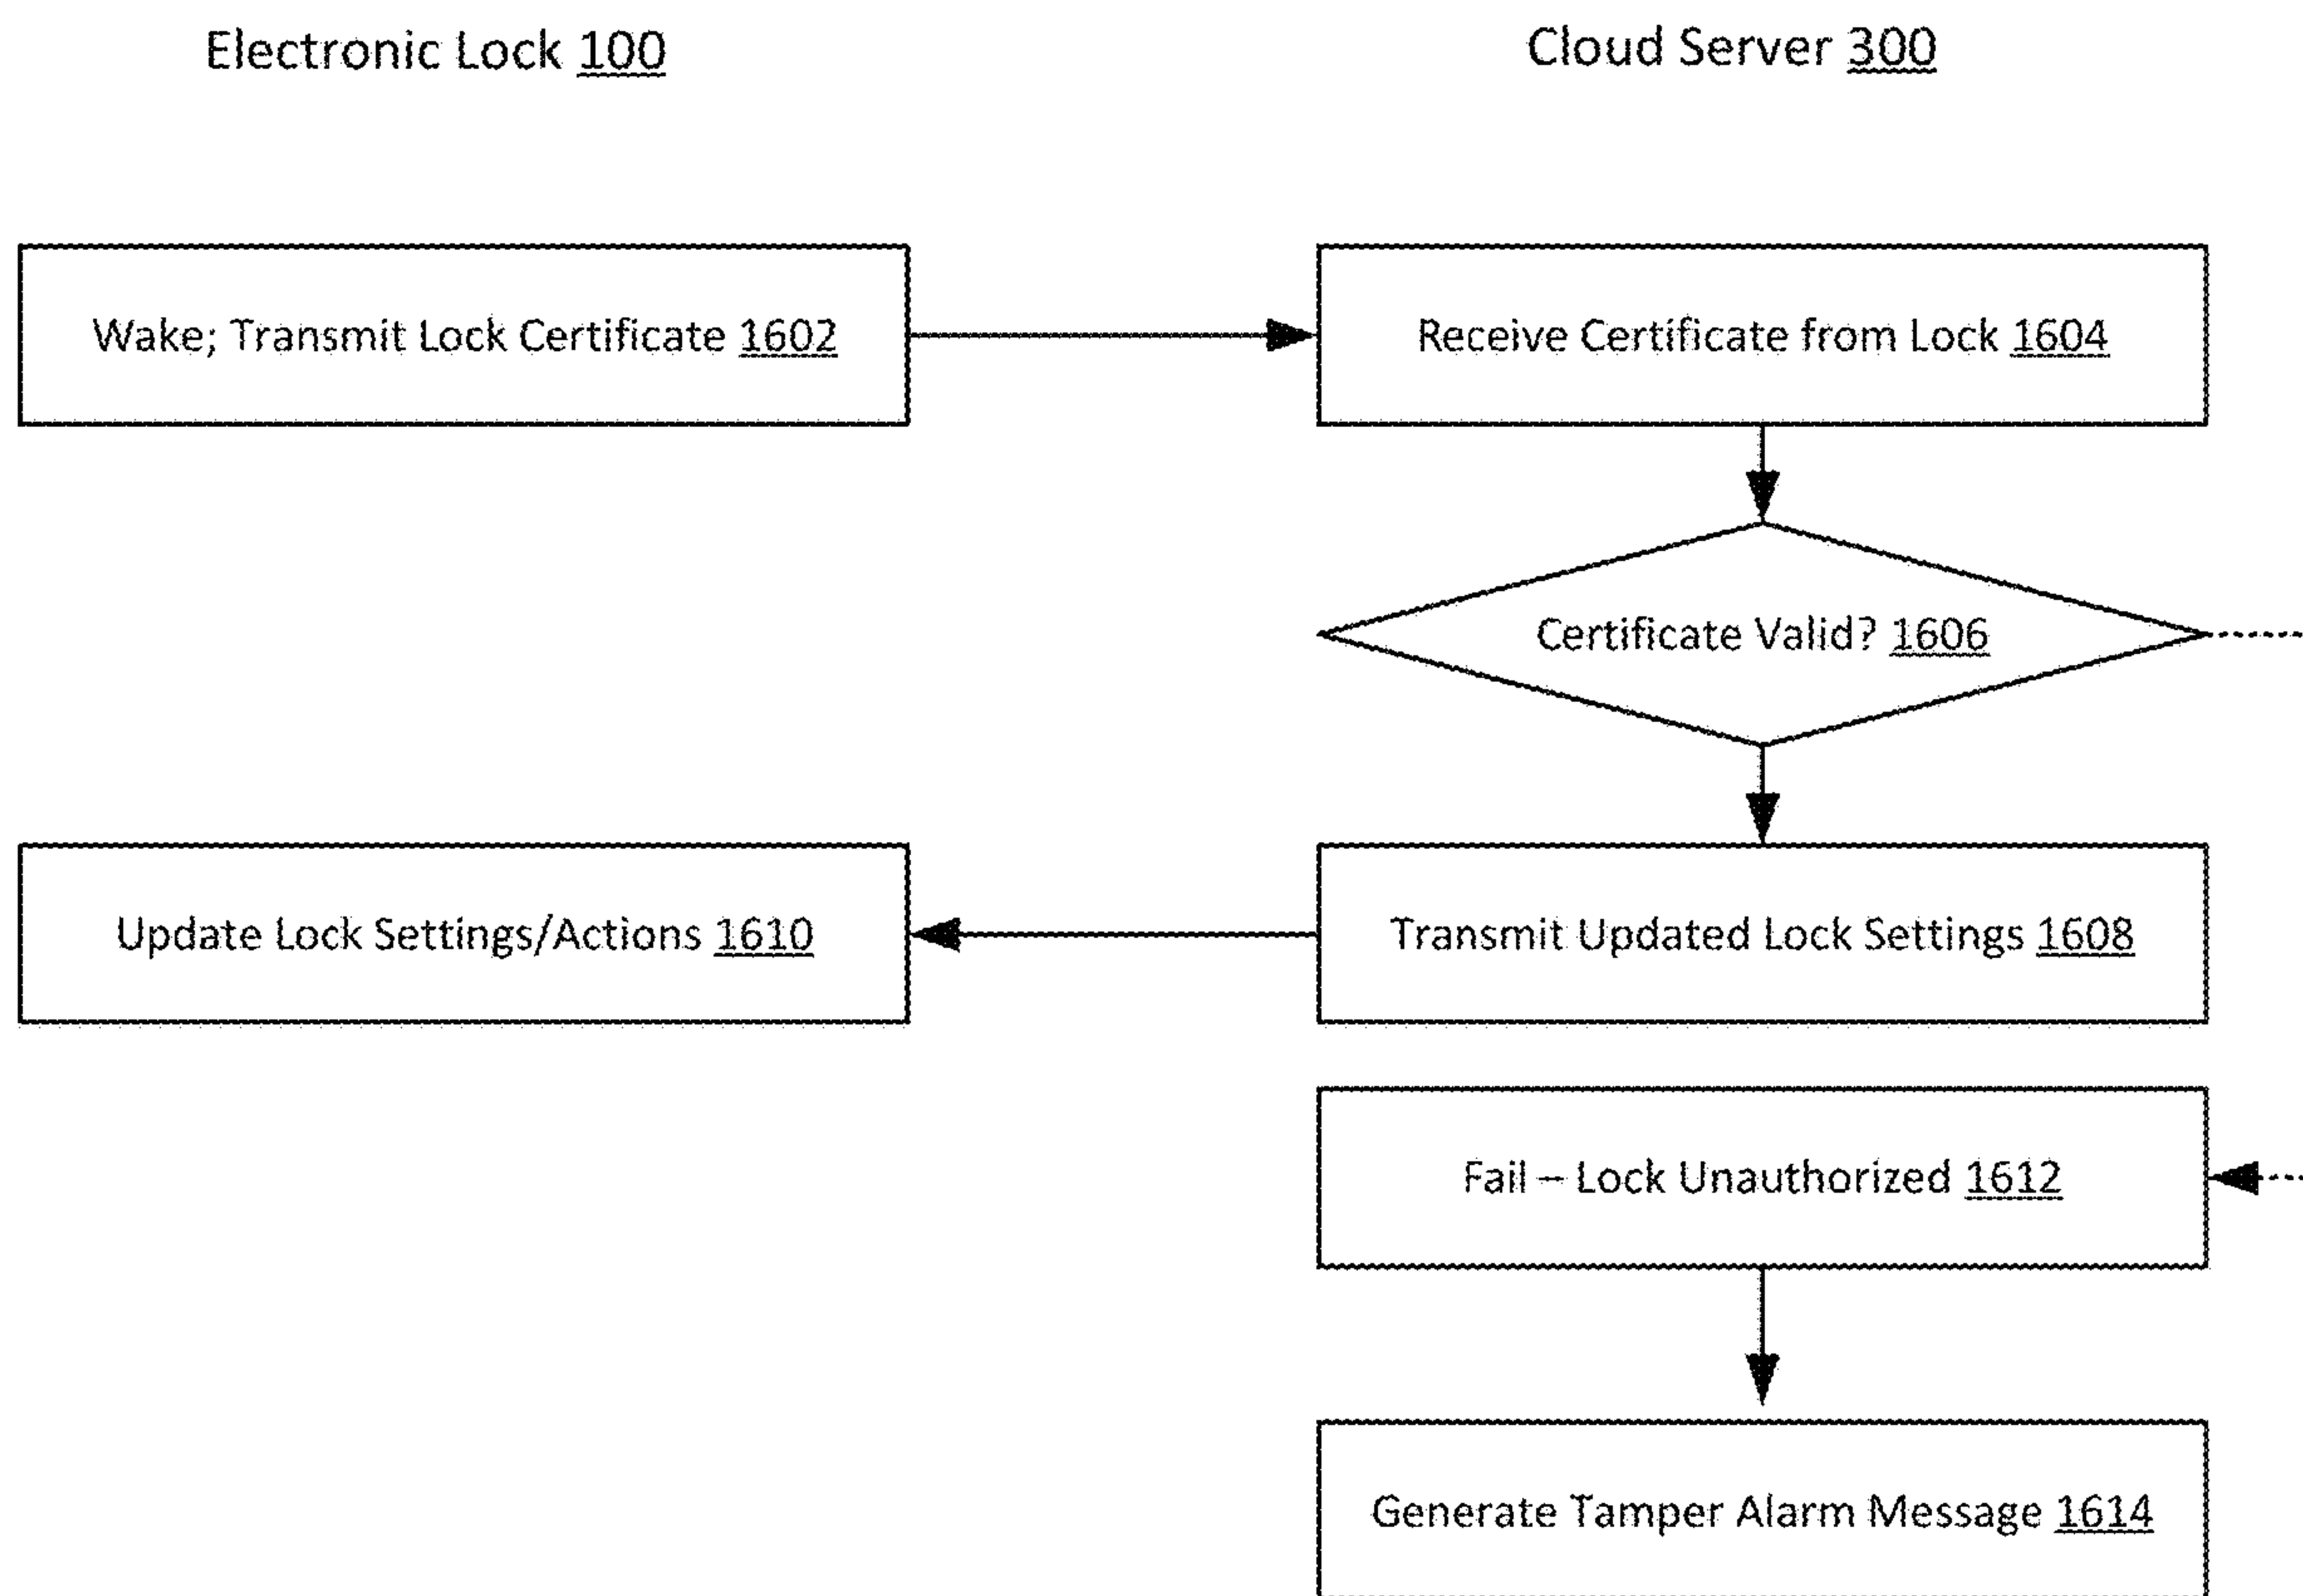 Electronic Lock 100
Cloud Server 300
Wake; Transmit Lock Certificate 1602
Receive Certificate from Lock 1604
Certificate Valid? 1606
Update Lock Settings/Actions 1610
Transmit Updated Lock Settings 1608
Fail – Lock Unauthorized 1612
Generate Tamper Alarm Message 1614